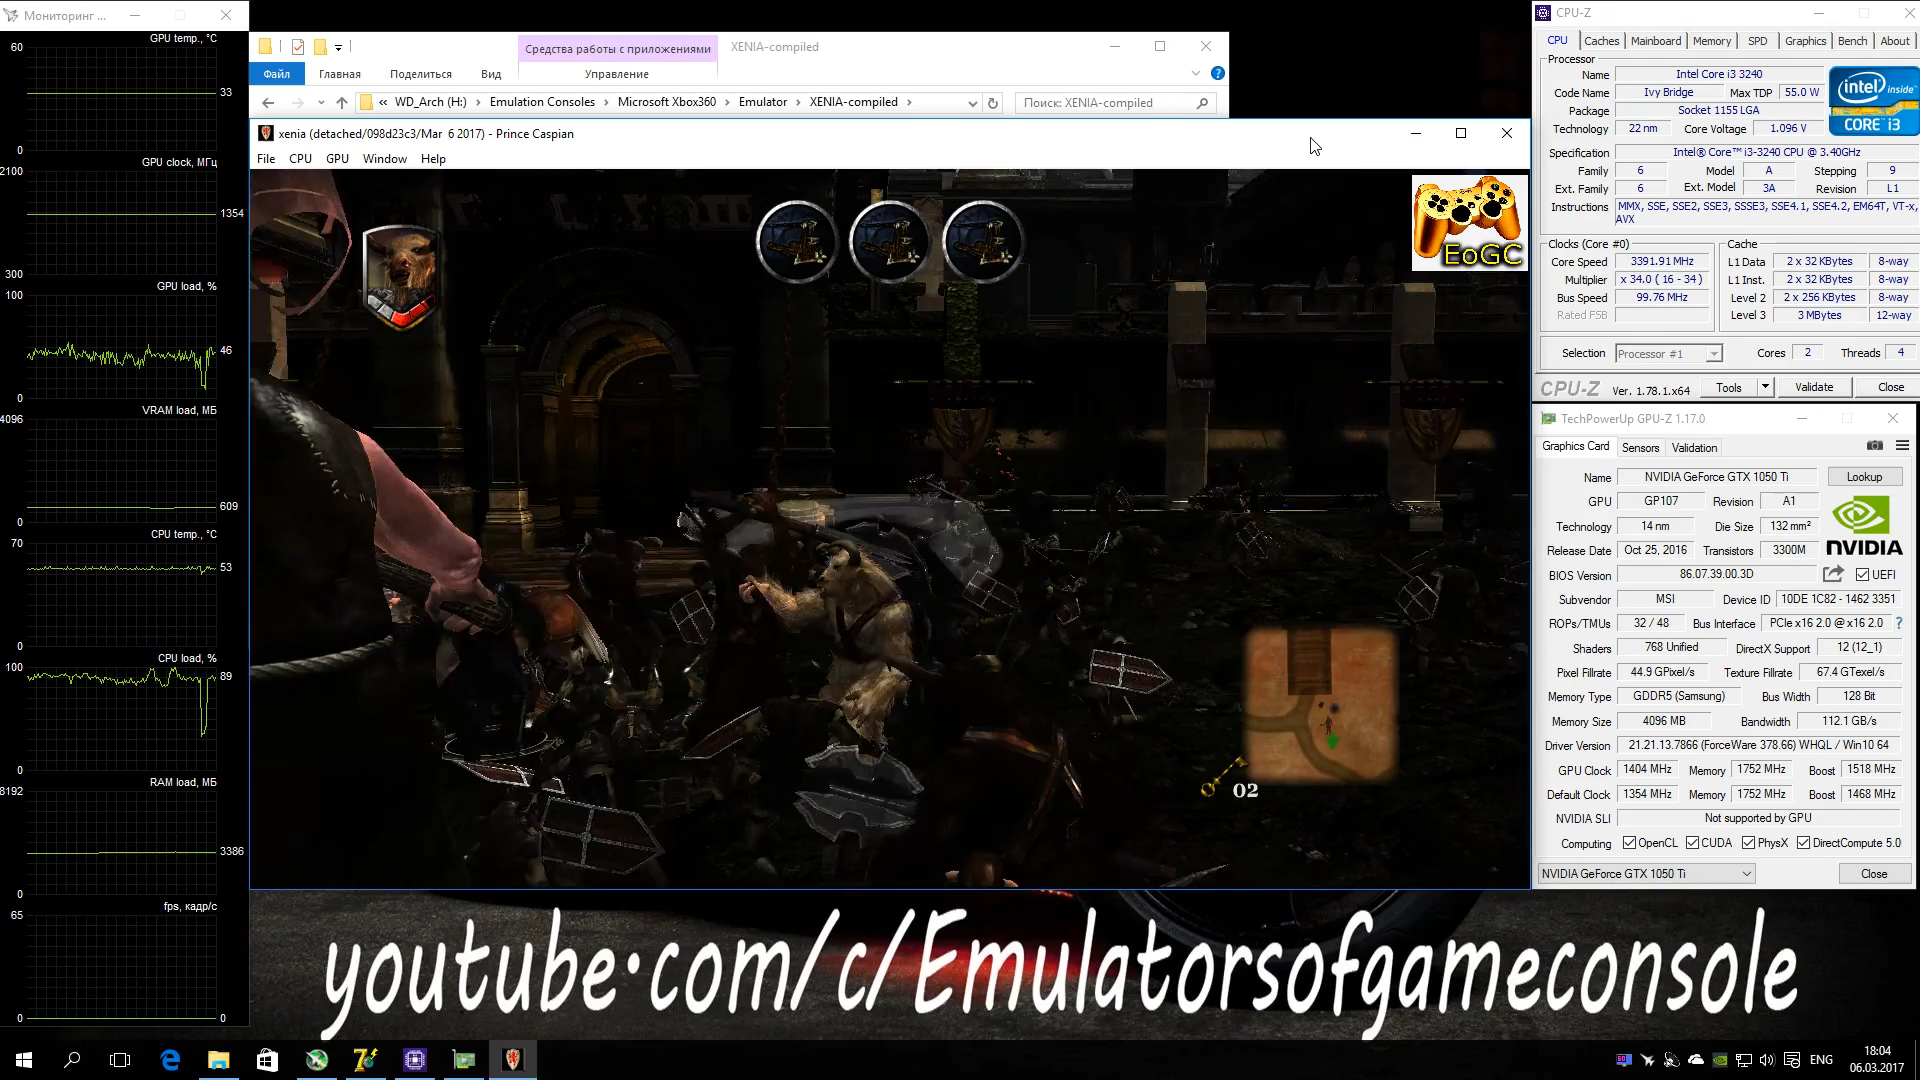 Мониторинг ...
GPU temp., °C
60
33
0
GPU clock, МГц
2100
1354
300
GPU load, %
100
46
0
VRAM load, МБ
4096
609
0
CPU temp., °C
70
53
0
CPU load, %
100
89
0
RAM load, МБ
8192
3386
0
fps, кадр/с
65
0
0
Средства работы с приложениями
XENIA-compiled
Файл
Главная
Поделиться
Вид
Управление
« WD_Arch (H:) › Emulation Consoles › Microsoft Xbox360 › Emulator › XENIA-compiled ›
Поиск: XENIA-compiled
xenia (detached/098d23c3/Mar 6 2017) - Prince Caspian
File CPU GPU Window Help
EoGC
02
CPU-Z
CPU Caches Mainboard Memory SPD Graphics Bench About
Processor
Name Intel Core i3 3240
Code Name Ivy Bridge Max TDP 55.0 W
Package Socket 1155 LGA
Technology 22 nm Core Voltage 1.096 V
intel inside
CORE i3
Specification Intel® Core™ i3-3240 CPU @ 3.40GHz
Family 6 Model A Stepping 9
Ext. Family 6 Ext. Model 3A Revision L1
Instructions MMX, SSE, SSE2, SSE3, SSSE3, SSE4.1, SSE4.2, EM64T, VT-x,
AVX
Clocks (Core #0)
Core Speed 3391.91 MHz
Multiplier x 34.0 ( 16 - 34 )
Bus Speed 99.76 MHz
Rated FSB
Cache
L1 Data 2 x 32 KBytes 8-way
L1 Inst. 2 x 32 KBytes 8-way
Level 2 2 x 256 KBytes 8-way
Level 3 3 MBytes 12-way
Selection Processor #1 Cores 2 Threads 4
CPU-Z Ver. 1.78.1.x64 Tools Validate Close
TechPowerUp GPU-Z 1.17.0
Graphics Card Sensors Validation
Name NVIDIA GeForce GTX 1050 Ti Lookup
GPU GP107 Revision A1
Technology 14 nm Die Size 132 mm²
Release Date Oct 25, 2016 Transistors 3300M
NVIDIA
BIOS Version 86.07.39.00.3D UEFI
Subvendor MSI Device ID 10DE 1C82 - 1462 3351
ROPs/TMUs 32 / 48 Bus Interface PCIe x16 2.0 @ x16 2.0 ?
Shaders 768 Unified DirectX Support 12 (12_1)
Pixel Fillrate 44.9 GPixel/s Texture Fillrate 67.4 GTexel/s
Memory Type GDDR5 (Samsung) Bus Width 128 Bit
Memory Size 4096 MB Bandwidth 112.1 GB/s
Driver Version 21.21.13.7866 (ForceWare 378.66) WHQL / Win10 64
GPU Clock 1404 MHz Memory 1752 MHz Boost 1518 MHz
Default Clock 1354 MHz Memory 1752 MHz Boost 1468 MHz
NVIDIA SLI Not supported by GPU
Computing OpenCL CUDA PhysX DirectCompute 5.0
NVIDIA GeForce GTX 1050 Ti Close
youtube.com/c/Emulatorsofgameconsole
ENG
18:04
06.03.2017